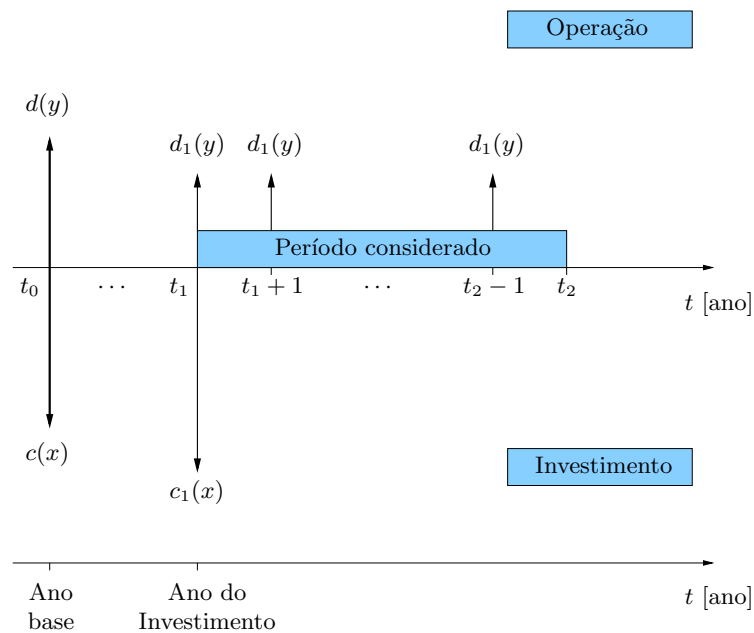 Operação
d(y)
d₁(y) d₁(y) d₁(y)
Período considerado
t₀ ··· t₁ t₁ + 1 ··· t₂ − 1 t₂
t [ano]
c(x)
Investimento
c₁(x)
Ano Ano do
t [ano]
base Investimento